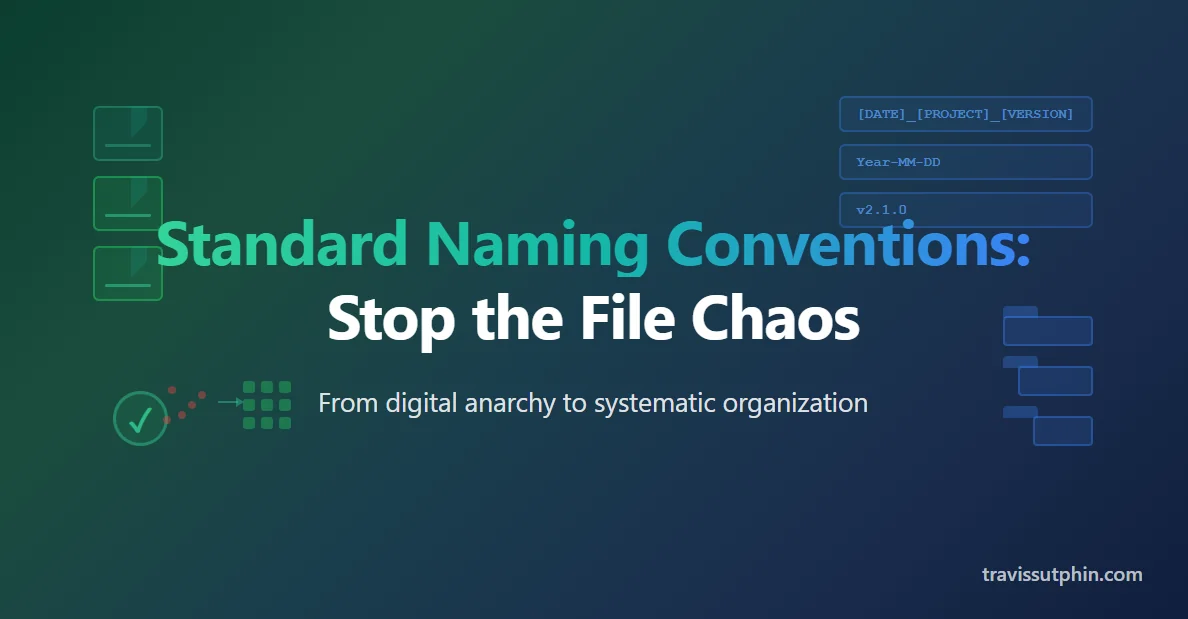 [DATE]_[PROJECT]_[VERSION]
Year-MM-DD
v2.1.0
Standard Naming Conventions:
Stop the File Chaos
From digital anarchy to systematic organization
travissutphin.com